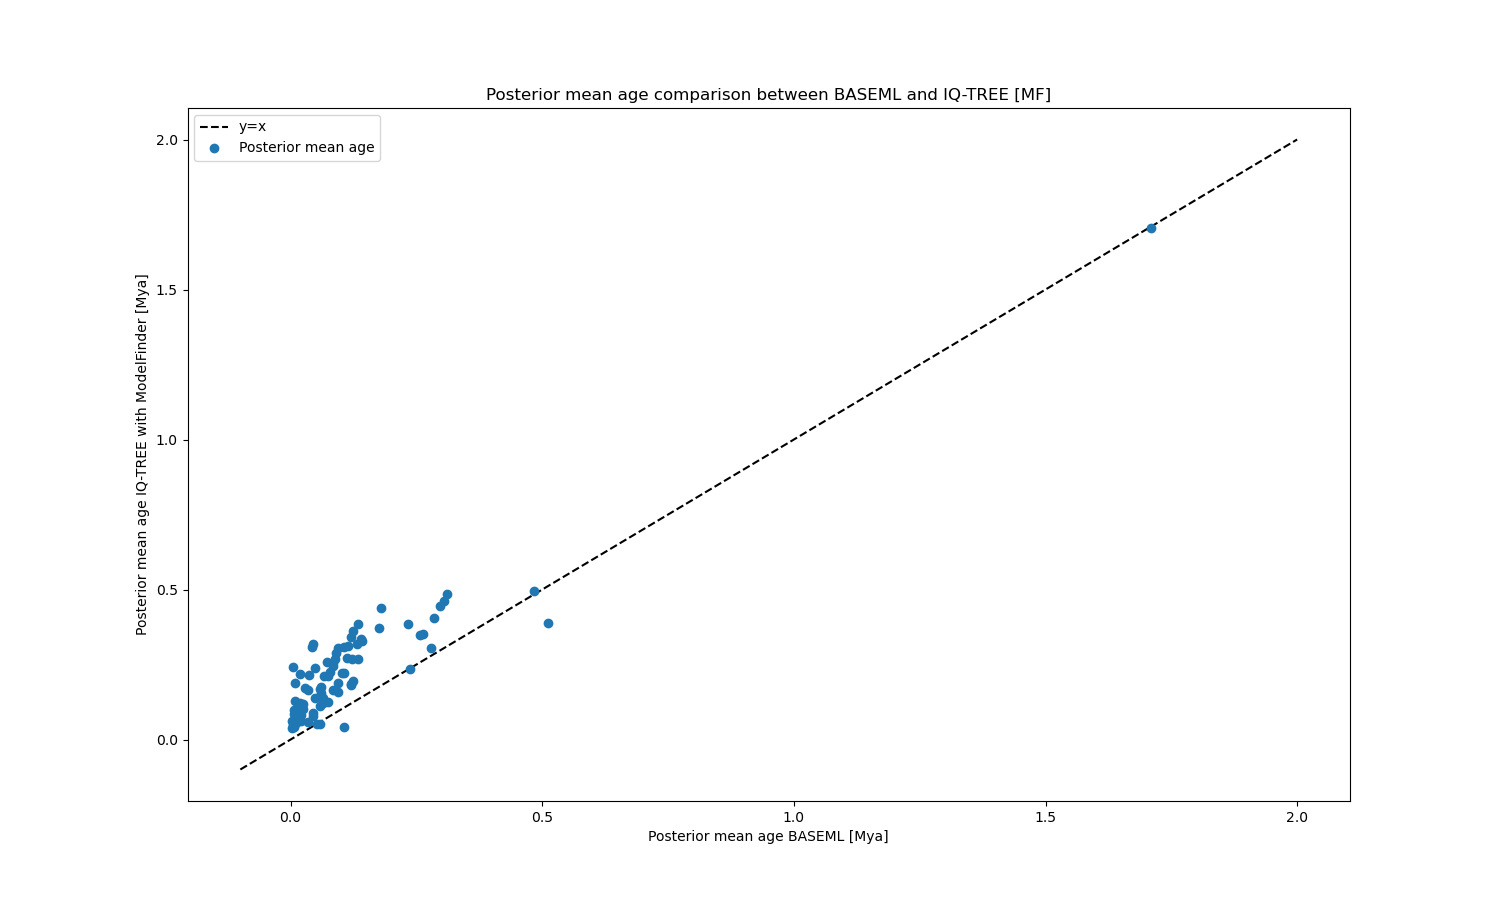 Posterior mean age comparison between BASEML and IQ-TREE [MF]
y=x
Posterior mean age
Posterior mean age IQ-TREE with ModelFinder [Mya]
2.0
1.5
1.0
0.5
0.0
0.0 0.5 1.0 1.5 2.0
Posterior mean age BASEML [Mya]